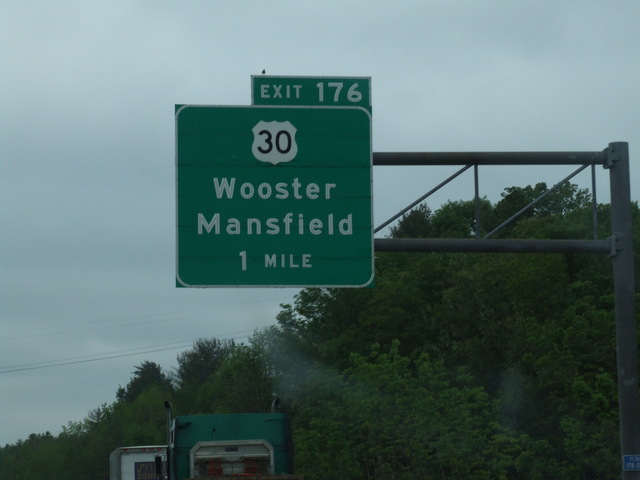 EXIT 176
30
Wooster
Mansfield
1 MILE